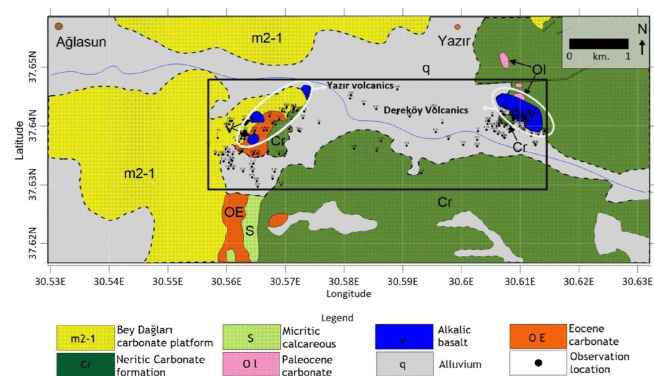 Ağlasun
m2-1
Yazır
N
0 km. 1
Ol
q
Yazır volcanics
Dereköy Volcanics
V
V
Cr
Cr
m2-1
OE
S
Cr
37.65N
37.64N
37.63N
37.62N
Latitude
30.53E 30.54E 30.55E 30.56E 30.57E 30.58E 30.59E 30.6E 30.61E 30.62E 30.63E
Longitude
Legend
m2-1 Bey Dağları carbonate platform
S Micritic calcareous
v Alkalic basalt
O E Eocene carbonate
Cr Neritic Carbonate formation
O l Paleocene carbonate
q Alluvium
Observation location